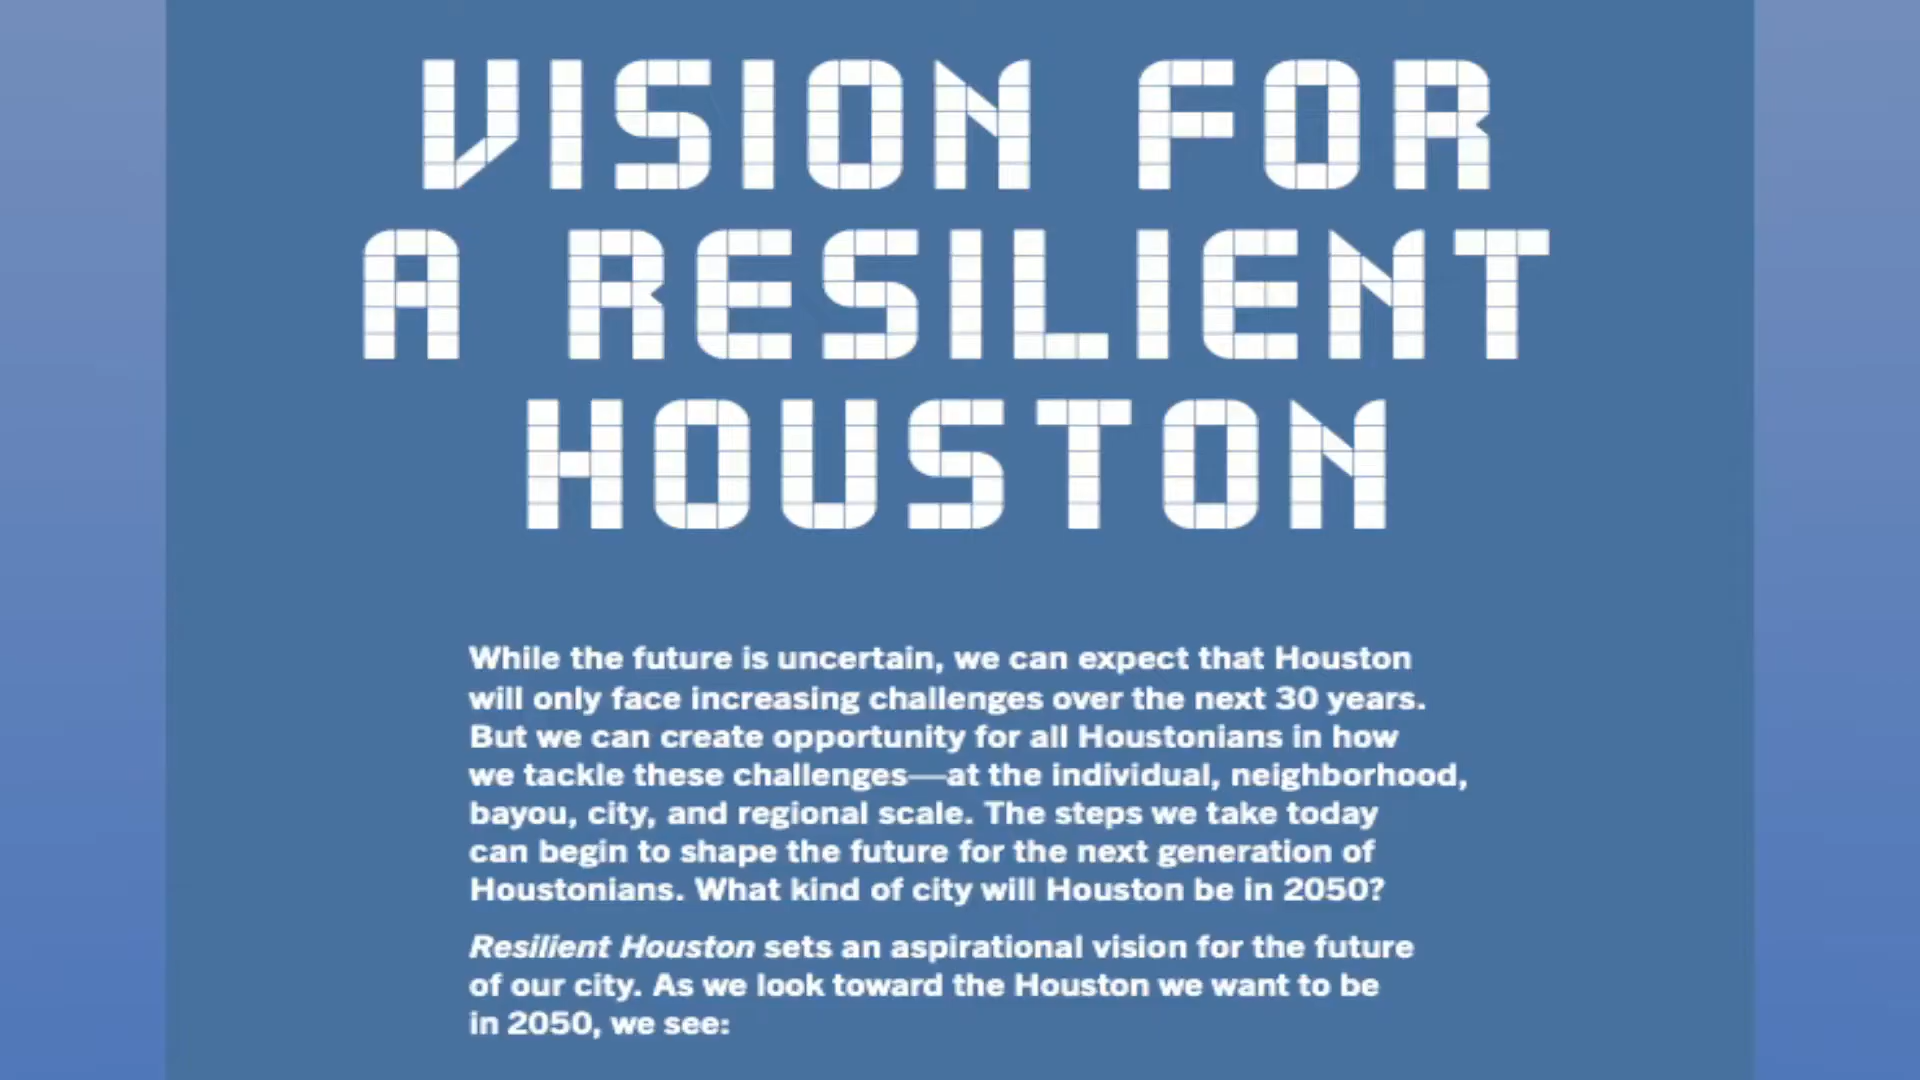 VISION FOR
A RESILIENT
HOUSTON
While the future is uncertain, we can expect that Houston
will only face increasing challenges over the next 30 years.
But we can create opportunity for all Houstonians in how
we tackle these challenges—at the individual, neighborhood,
bayou, city, and regional scale. The steps we take today
can begin to shape the future for the next generation of
Houstonians. What kind of city will Houston be in 2050?
Resilient Houston sets an aspirational vision for the future
of our city. As we look toward the Houston we want to be
in 2050, we see: